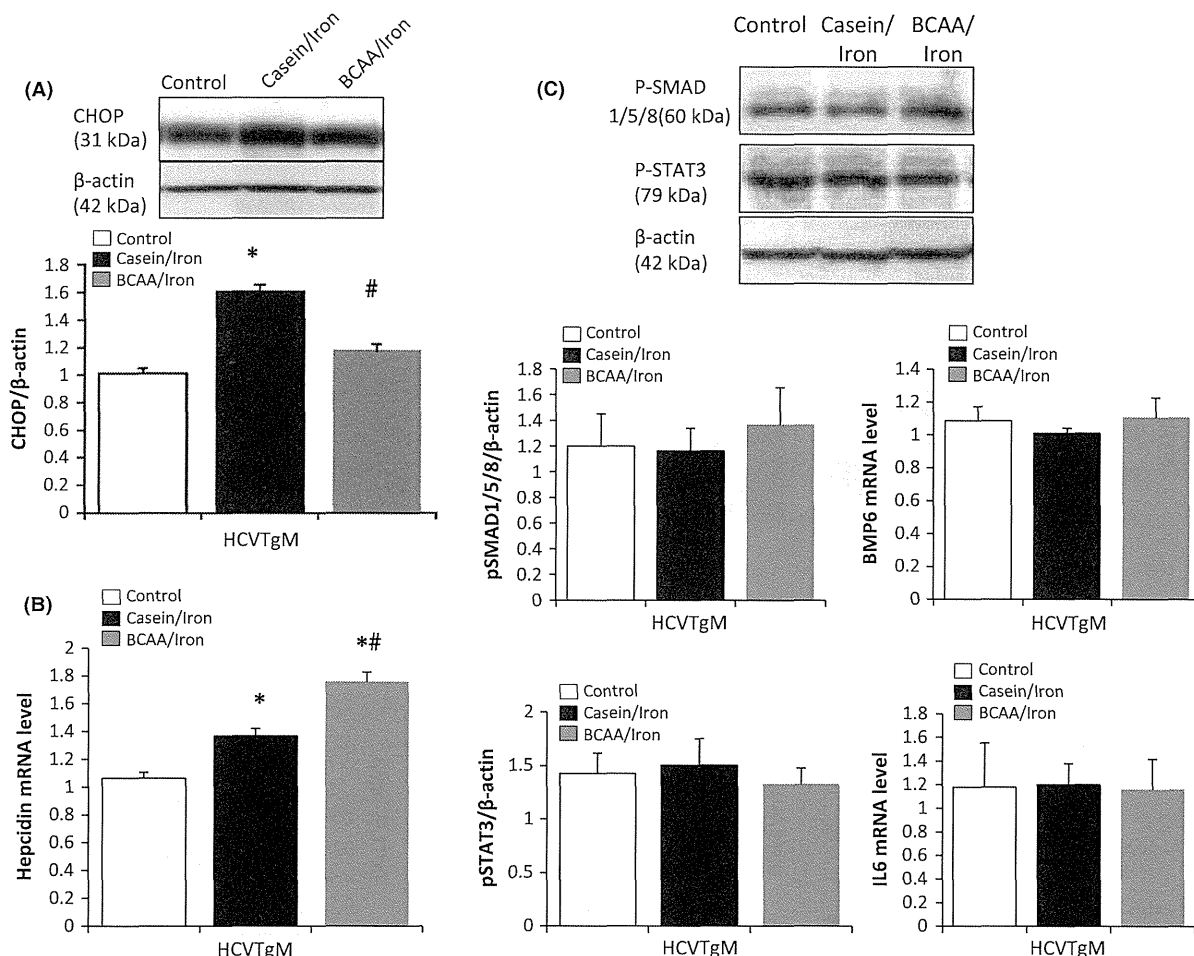 (A)
Control
Casein/Iron
BCAA/Iron
CHOP
(31 kDa)
β-actin
(42 kDa)
Control
Casein/Iron
BCAA/Iron
*
#
CHOP/β-actin
1.8
1.6
1.4
1.2
1
0.8
0.6
0.4
0.2
0
HCVTgM
(B)
Control
Casein/Iron
BCAA/Iron
*
*#
Hepcidin mRNA level
2
1.8
1.6
1.4
1.2
1
0.8
0.6
0.4
0.2
0
HCVTgM
(C)
Control
Casein/
Iron
BCAA/
Iron
P-SMAD
1/5/8(60 kDa)
P-STAT3
(79 kDa)
β-actin
(42 kDa)
Control
Casein/Iron
BCAA/Iron
pSMAD1/5/8/β-actin
1.8
1.6
1.4
1.2
1
0.8
0.6
0.4
0.2
0
HCVTgM
Control
Casein/Iron
BCAA/Iron
BMP6 mRNA level
1.4
1.2
1
0.8
0.6
0.4
0.2
0
HCVTgM
Control
Casein/Iron
BCAA/Iron
pSTAT3/β-actin
2
1.5
1
0.5
0
HCVTgM
Control
Casein/Iron
BCAA/Iron
IL6 mRNA level
1.8
1.6
1.4
1.2
1
0.8
0.6
0.4
0.2
0
HCVTgM